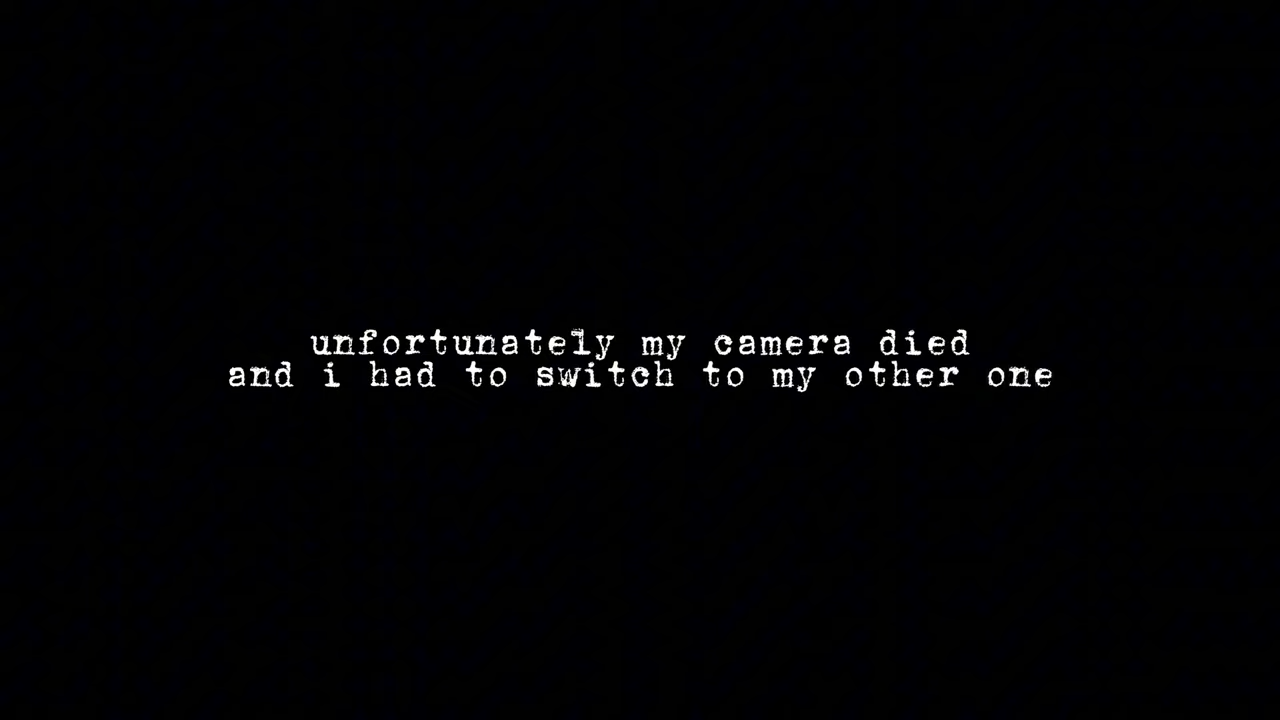 unfortunately my camera died
and i had to switch to my other one